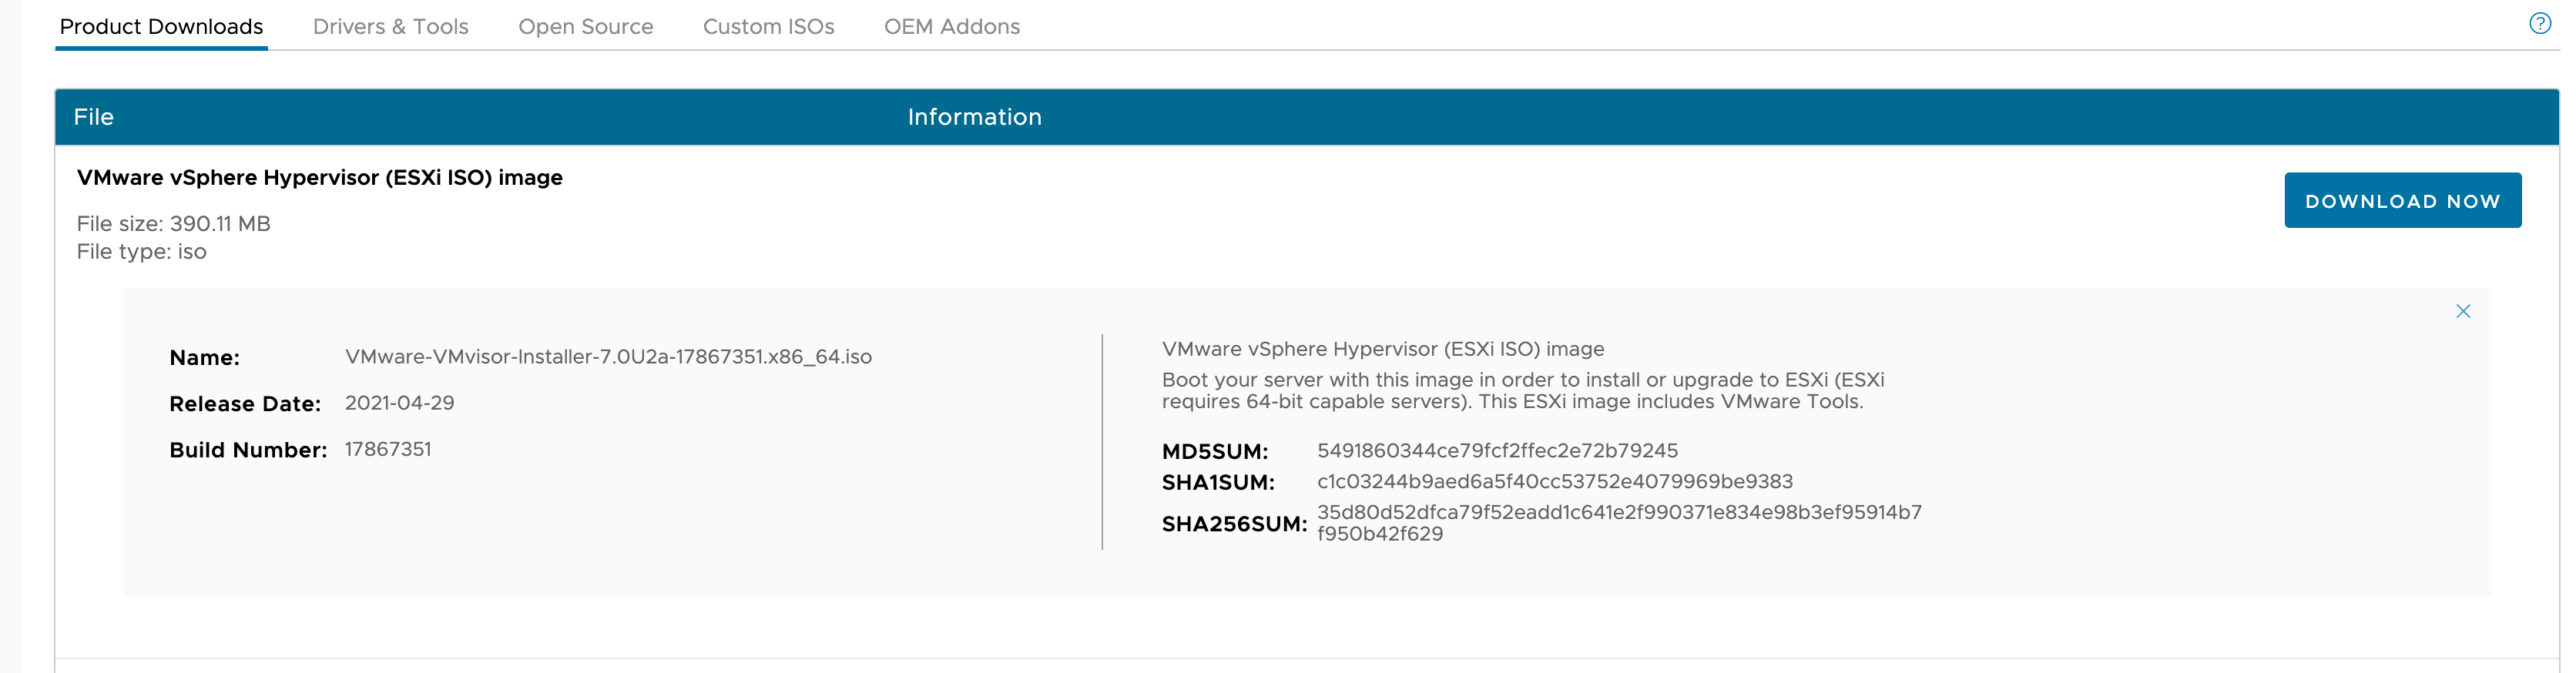 Product Downloads Drivers & Tools Open Source Custom ISOs OEM Addons
File Information
VMware vSphere Hypervisor (ESXi ISO) image
DOWNLOAD NOW
File size: 390.11 MB
File type: iso
Name: VMware-VMvisor-Installer-7.0U2a-17867351.x86_64.iso
Release Date: 2021-04-29
Build Number: 17867351
VMware vSphere Hypervisor (ESXi ISO) image
Boot your server with this image in order to install or upgrade to ESXi (ESXi
requires 64-bit capable servers). This ESXi image includes VMware Tools.
MD5SUM: 5491860344ce79fcf2ffec2e72b79245
SHA1SUM: c1c03244b9aed6a5f40cc53752e4079969be9383
SHA256SUM: 35d80d52dfca79f52eadd1c641e2f990371e834e98b3ef95914b7
f950b42f629